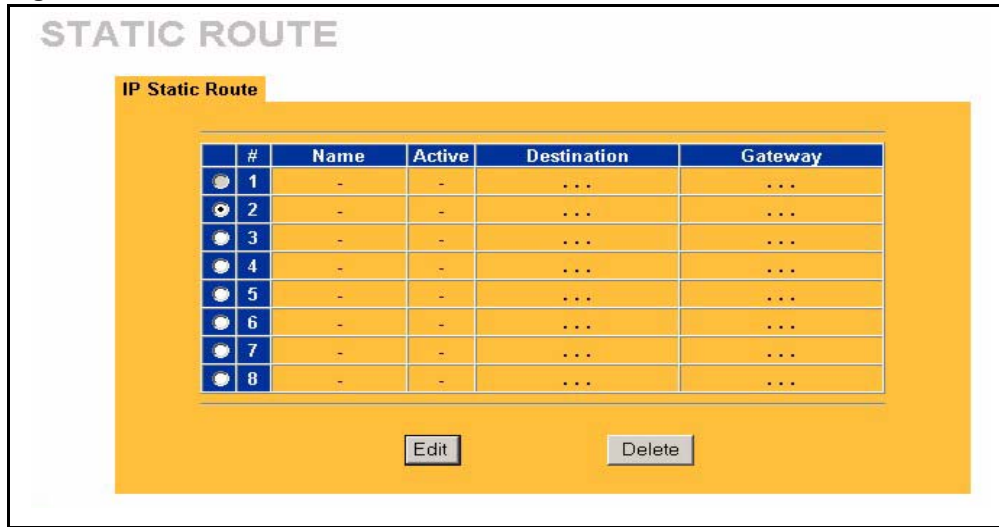 STATIC ROUTE
IP Static Route
# Name Active Destination Gateway
1 - - ... ...
2 - - ... ...
3 - - ... ...
4 - - ... ...
5 - - ... ...
6 - - ... ...
7 - - ... ...
8 - - ... ...
Edit Delete